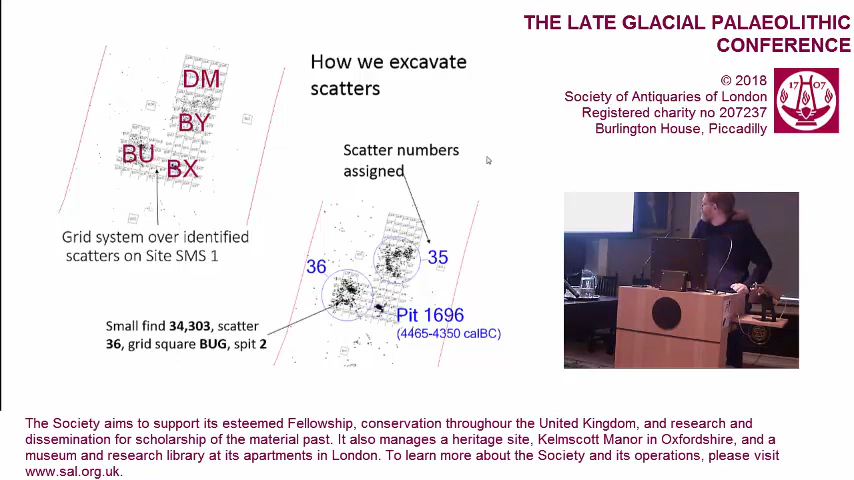 THE LATE GLACIAL PALAEOLITHIC
CONFERENCE
© 2018
Society of Antiquaries of London
Registered charity no 207237
Burlington House, Piccadilly
17 07
How we excavate
scatters
DM
BY
BU
BX
Scatter numbers
assigned
Grid system over identified
scatters on Site SMS 1
36
35
Pit 1696
(4465-4350 calBC)
Small find 34,303, scatter
36, grid square BUG, spit 2
The Society aims to support its esteemed Fellowship, conservation throughour the United Kingdom, and research and
dissemination for scholarship of the material past. It also manages a heritage site, Kelmscott Manor in Oxfordshire, and a
museum and research library at its apartments in London. To learn more about the Society and its operations, please visit
www.sal.org.uk.